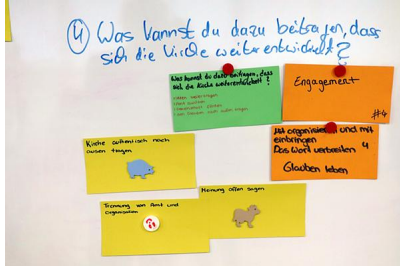 ④ Was kannst du dazu beitragen, dass
sich die Kirche weiterentwickelt?
Was kannst du dazu beitragen, dass
sich die Kirche weiterentwickelt?
Engagement
#4
Mit organisieren und mit
einbringen
Das Wort verbreiten 4
Glauben leben
Kirche authentisch nach
aussen tragen
Meinung offen sagen
Trennung von Amt und
Organisation